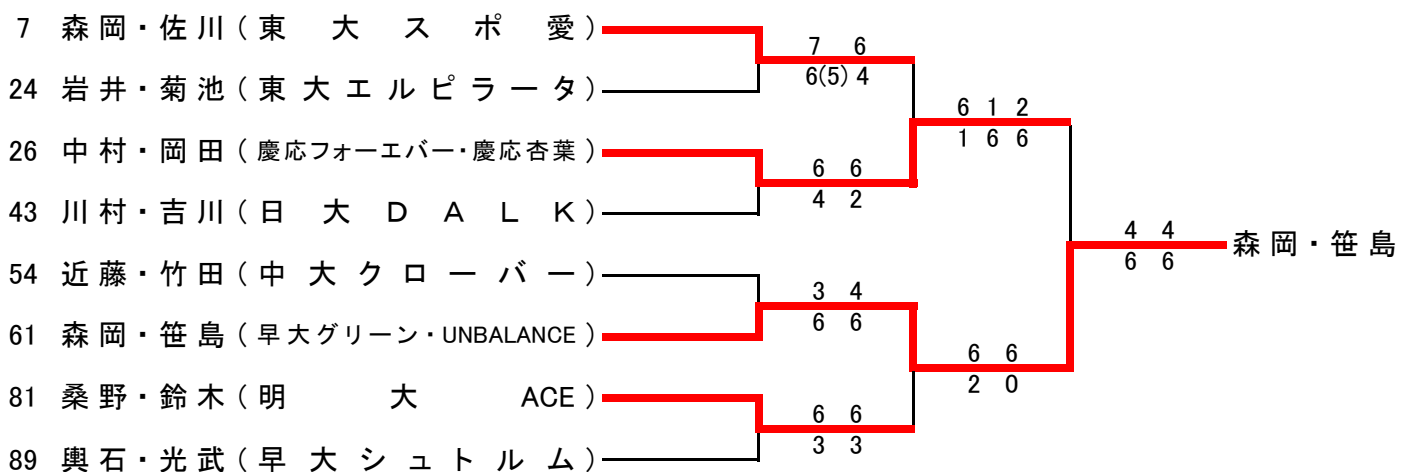 7 森岡・佐川(東大スポ愛)
7 6
6(5) 4
24 岩井・菊池(東大エルピラータ)
6 1 2
1 6 6
26 中村・岡田(慶応フォーエバー・慶応杏葉)
6 6
4 2
43 川村・吉川(日大DALK)
4 4
6 6
森岡・笹島
54 近藤・竹田(中大クローバー)
3 4
6 6
61 森岡・笹島(早大グリーン・UNBALANCE)
6 6
2 0
81 桑野・鈴木(明大ACE)
6 6
3 3
89 輿石・光武(早大シュトルム)